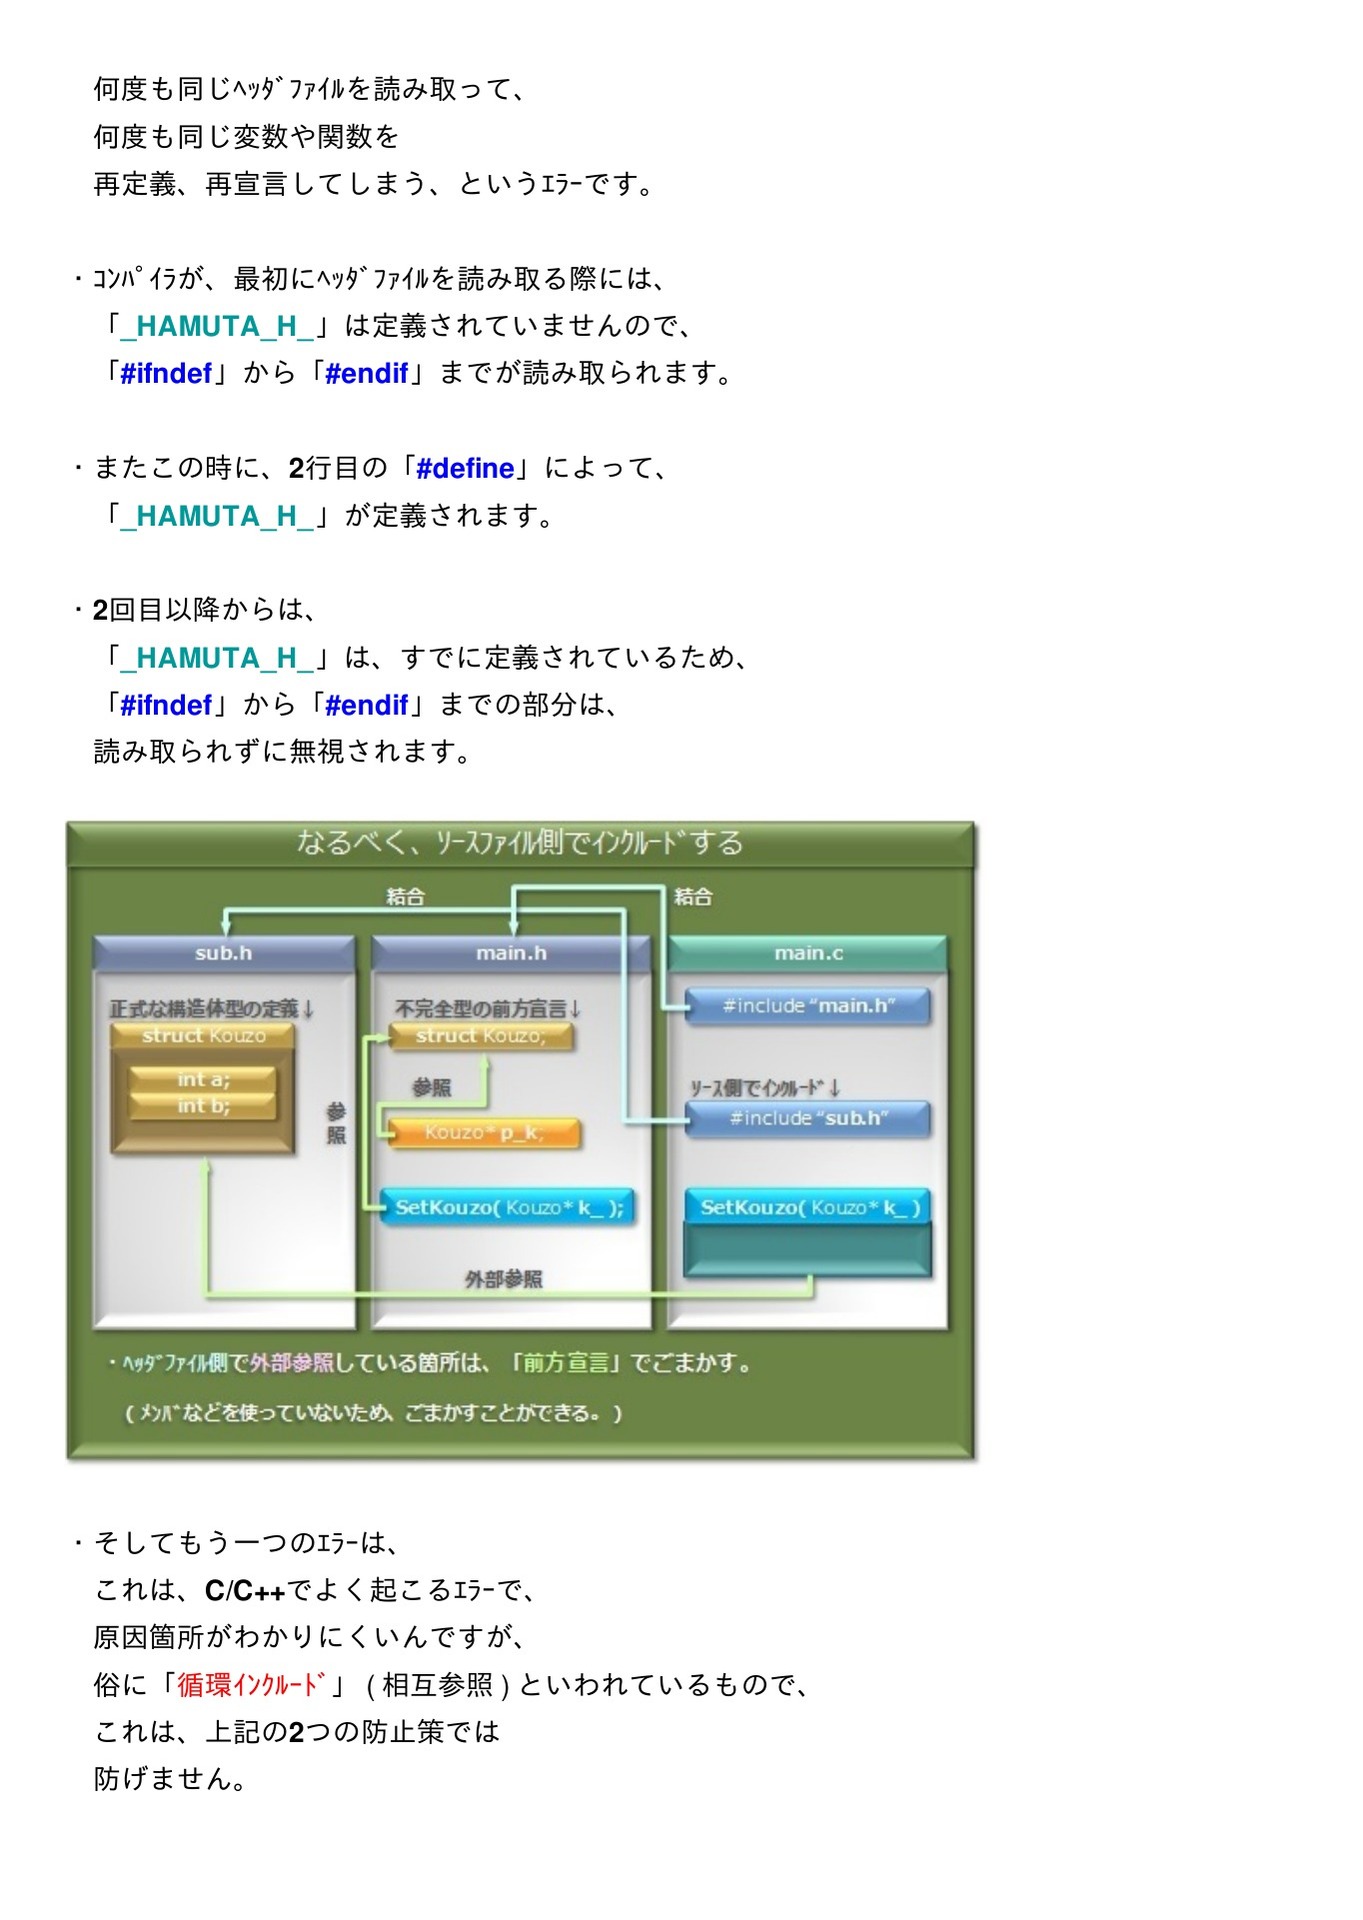 何度も同じﾍｯﾀﾞﾌｧｲﾙを読み取って、
何度も同じ変数や関数を
再定義、再宣言してしまう、というｴﾗｰです。
・ｺﾝﾊﾟｲﾗが、最初にﾍｯﾀﾞﾌｧｲﾙを読み取る際には、
「_HAMUTA_H_」は定義されていませんので、
「#ifndef」から「#endif」までが読み取られます。
・またこの時に、2行目の「#define」によって、
「_HAMUTA_H_」が定義されます。
・2回目以降からは、
「_HAMUTA_H_」は、すでに定義されているため、
「#ifndef」から「#endif」までの部分は、
読み取られずに無視されます。
なるべく、ｿｰｽﾌｧｲﾙ側でｲﾝｸﾙｰﾄﾞする
結合
結合
sub.h
main.h
main.c
正式な構造体型の定義↓
struct Kouzo
int a;
int b;
参照
不完全型の前方宣言↓
struct Kouzo;
参照
Kouzo* p_k;
SetKouzo( Kouzo* k_ );
#include “main.h”
ｿｰｽ側でｲﾝｸﾙｰﾄﾞ↓
#include “sub.h”
SetKouzo( Kouzo* k_ )
外部参照
・ﾍｯﾀﾞﾌｧｲﾙ側で外部参照している箇所は、「前方宣言」でごまかす。
( ﾒﾝﾊﾞなどを使っていないため、ごまかすことができる。)
・そしてもう一つのｴﾗｰは、
これは、C/C++でよく起こるｴﾗｰで、
原因箇所がわかりにくいんですが、
俗に「循環ｲﾝｸﾙｰﾄﾞ」 ( 相互参照 ) といわれているもので、
これは、上記の2つの防止策では
防げません。